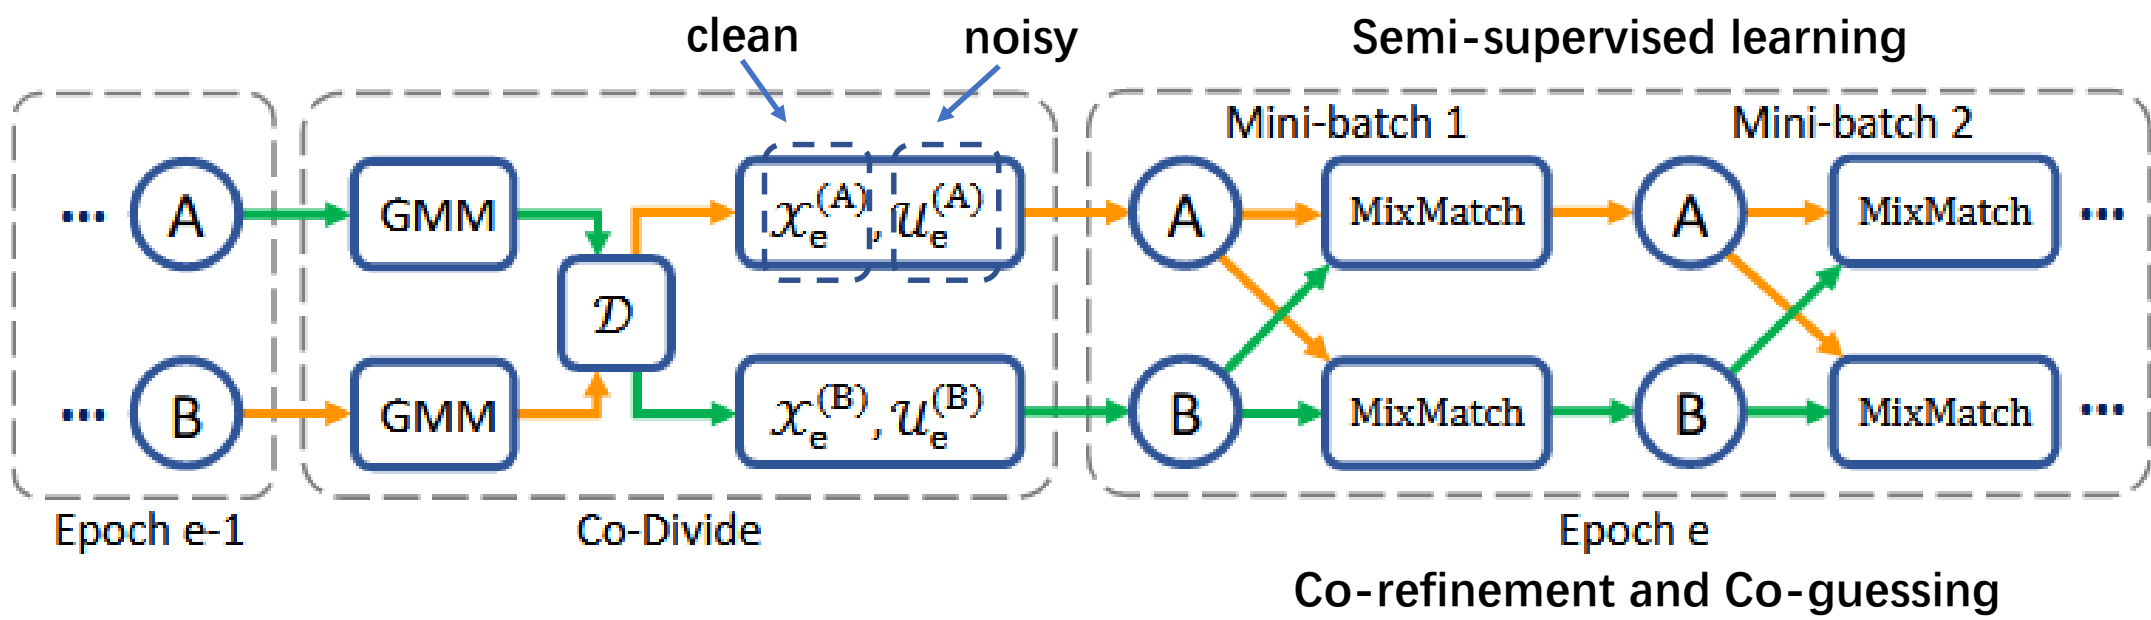 clean noisy Semi-supervised learning
Mini-batch 1 Mini-batch 2
... A GMM 𝒳e(A), 𝒰e(A) A MixMatch A MixMatch ...
𝒟
... B GMM 𝒳e(B), 𝒰e(B) B MixMatch B MixMatch ...
Epoch e-1 Co-Divide Epoch e
Co-refinement and Co-guessing